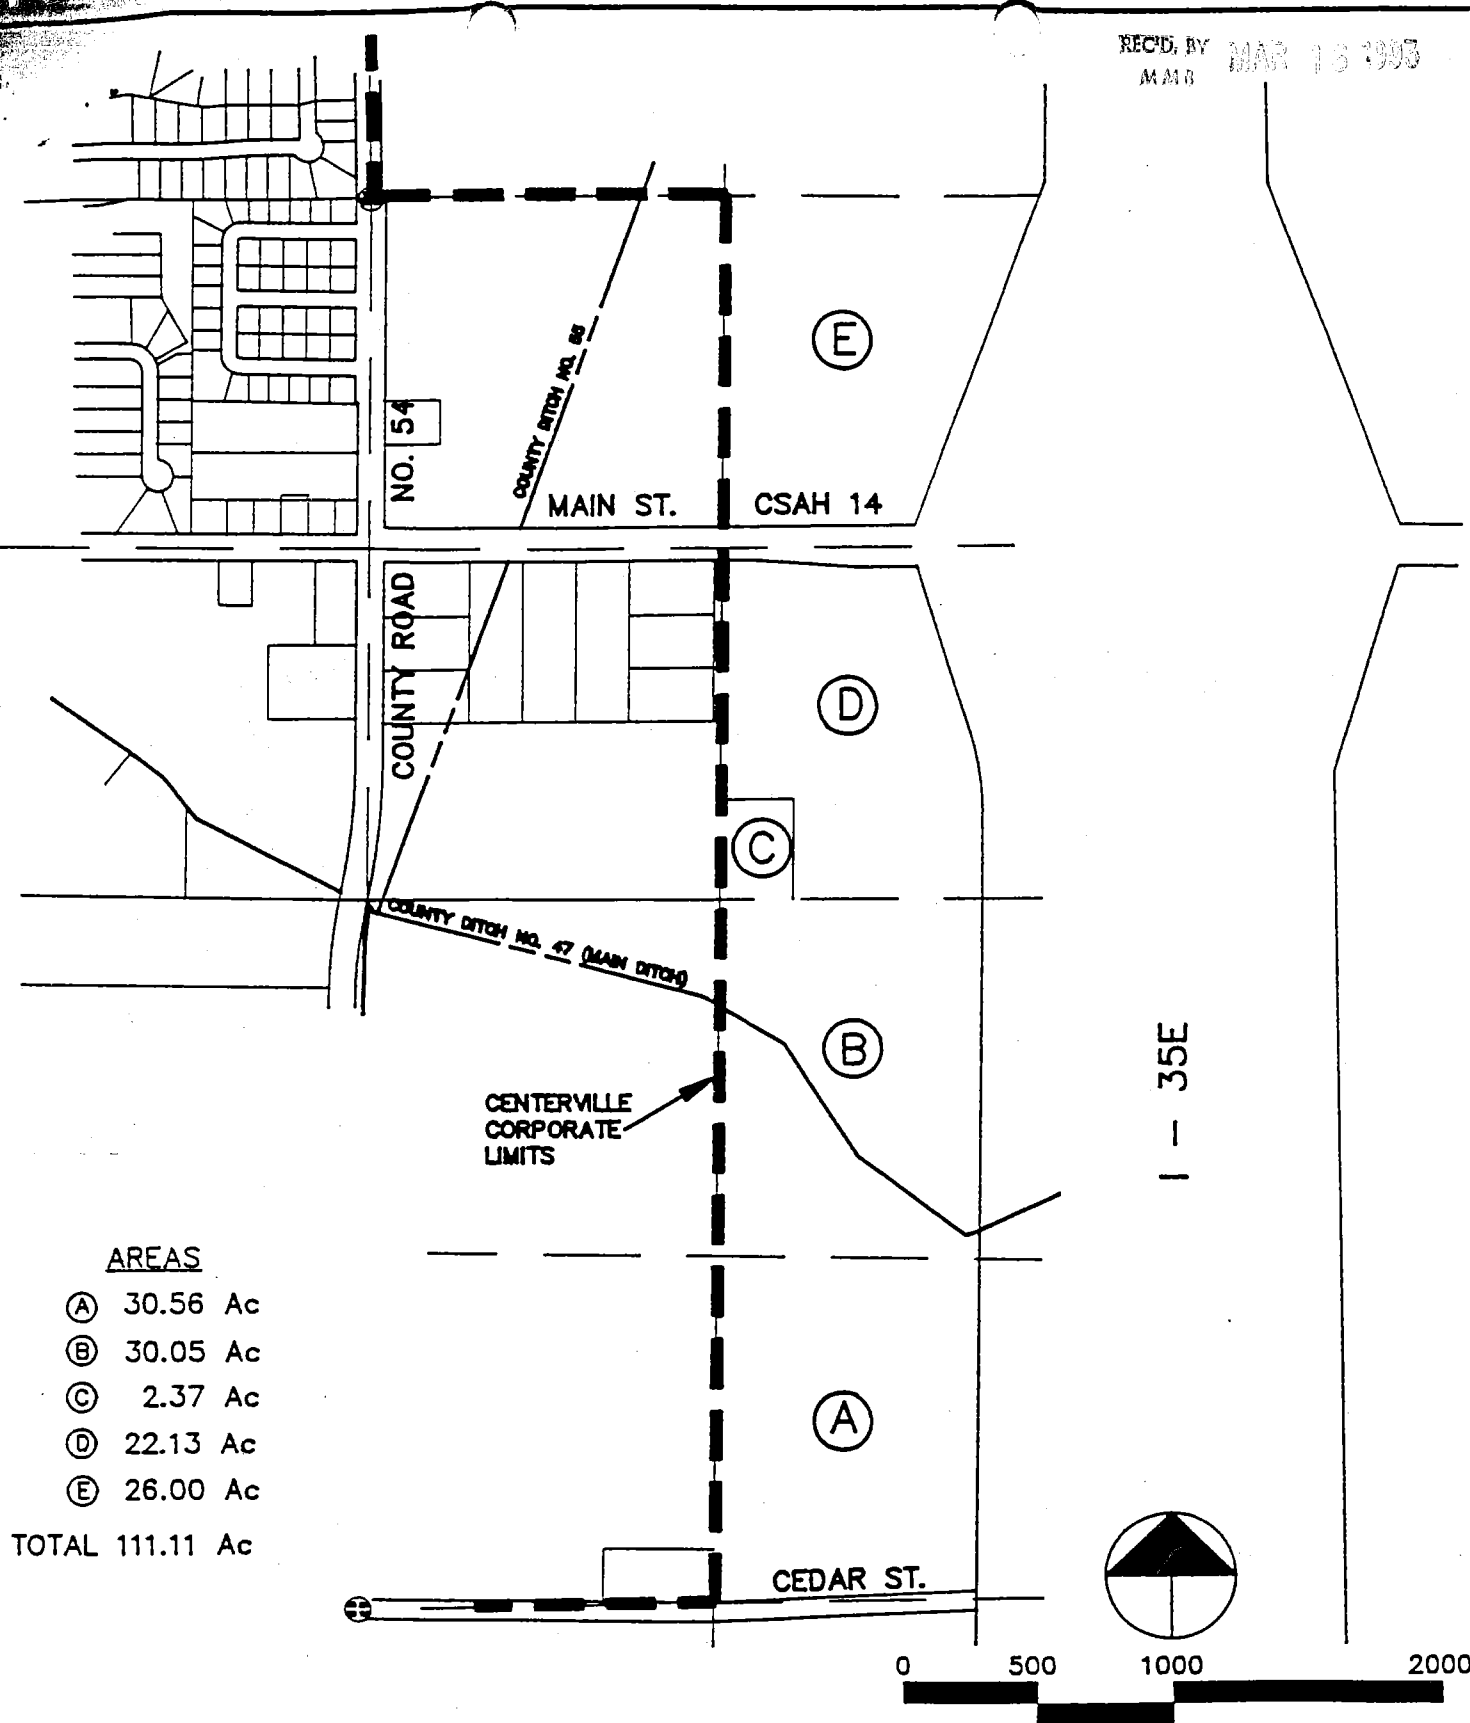 REC'D. BY MAR 1993
MMB
E
COUNTY DITCH NO. 55
NO. 54
MAIN ST. CSAH 14
COUNTY ROAD
D
C
COUNTY DITCH NO. 47 (MAIN DITCH)
B
I - 35E
CENTERVILLE
CORPORATE
LIMITS
AREAS
A 30.56 Ac
B 30.05 Ac
C 2.37 Ac
D 22.13 Ac
E 26.00 Ac
TOTAL 111.11 Ac
A
CEDAR ST.
0 500 1000 2000